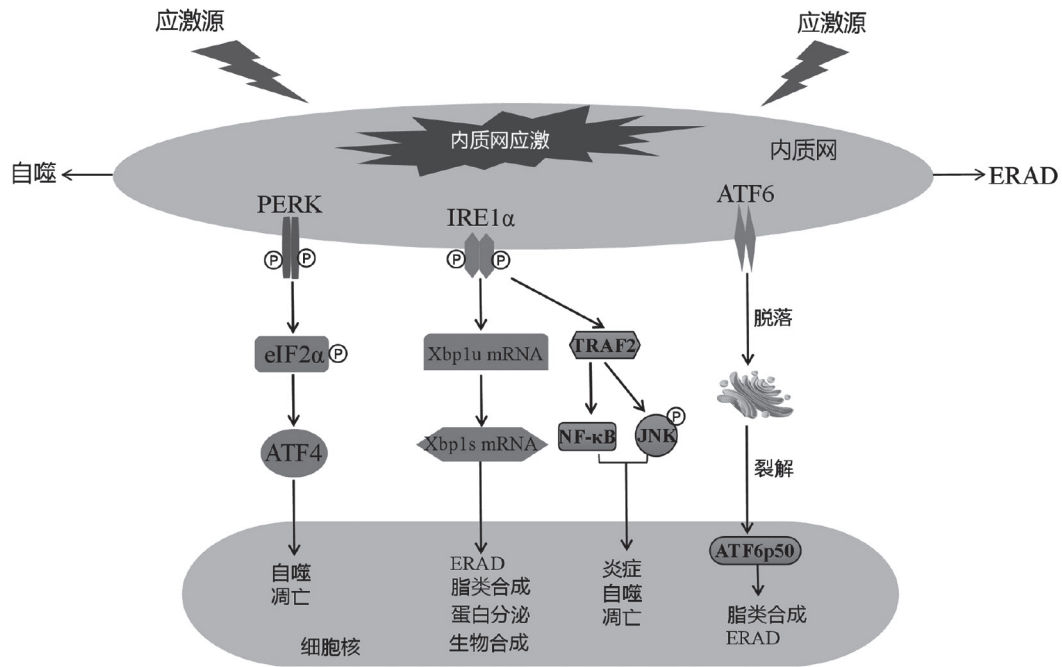 应激源
应激源
内质网应激
内质网
自噬
ERAD
PERK
IRE1α
ATF6
P
P
P
P
脱落
eIF2α
P
Xbp1u mRNA
TRAF2
P
ATF4
Xbp1s mRNA
NF-κB
JNK
裂解
ATF6p50
自噬
凋亡
ERAD
脂类合成
蛋白分泌
生物合成
炎症
自噬
凋亡
脂类合成
ERAD
细胞核